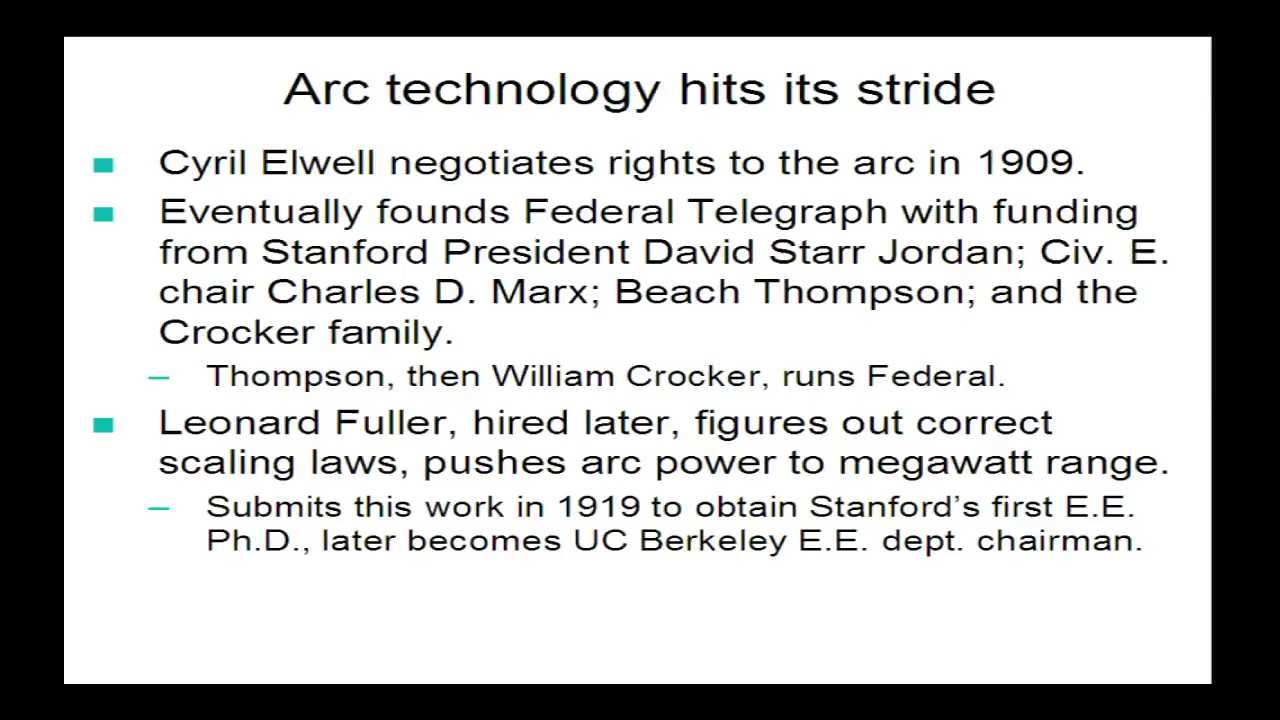 Arc technology hits its stride
Cyril Elwell negotiates rights to the arc in 1909.
Eventually founds Federal Telegraph with funding
from Stanford President David Starr Jordan; Civ. E.
chair Charles D. Marx; Beach Thompson; and the
Crocker family.
– Thompson, then William Crocker, runs Federal.
Leonard Fuller, hired later, figures out correct
scaling laws, pushes arc power to megawatt range.
– Submits this work in 1919 to obtain Stanford’s first E.E.
Ph.D., later becomes UC Berkeley E.E. dept. chairman.